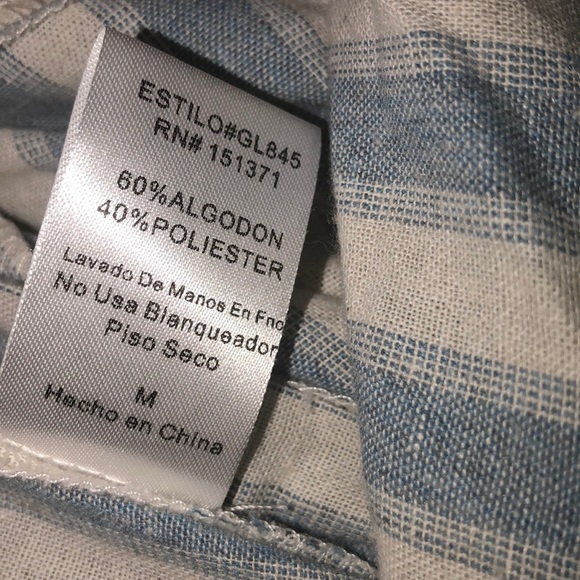 ESTILO#GL845
RN# 151371
60%ALGODON
40%POLIESTER
Lavado De Manos En Frio
No Usa Blanqueador
Piso Seco
M
Hecho en China